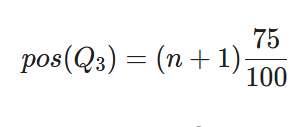 pos(Q₃) = (n + 1) 75/100